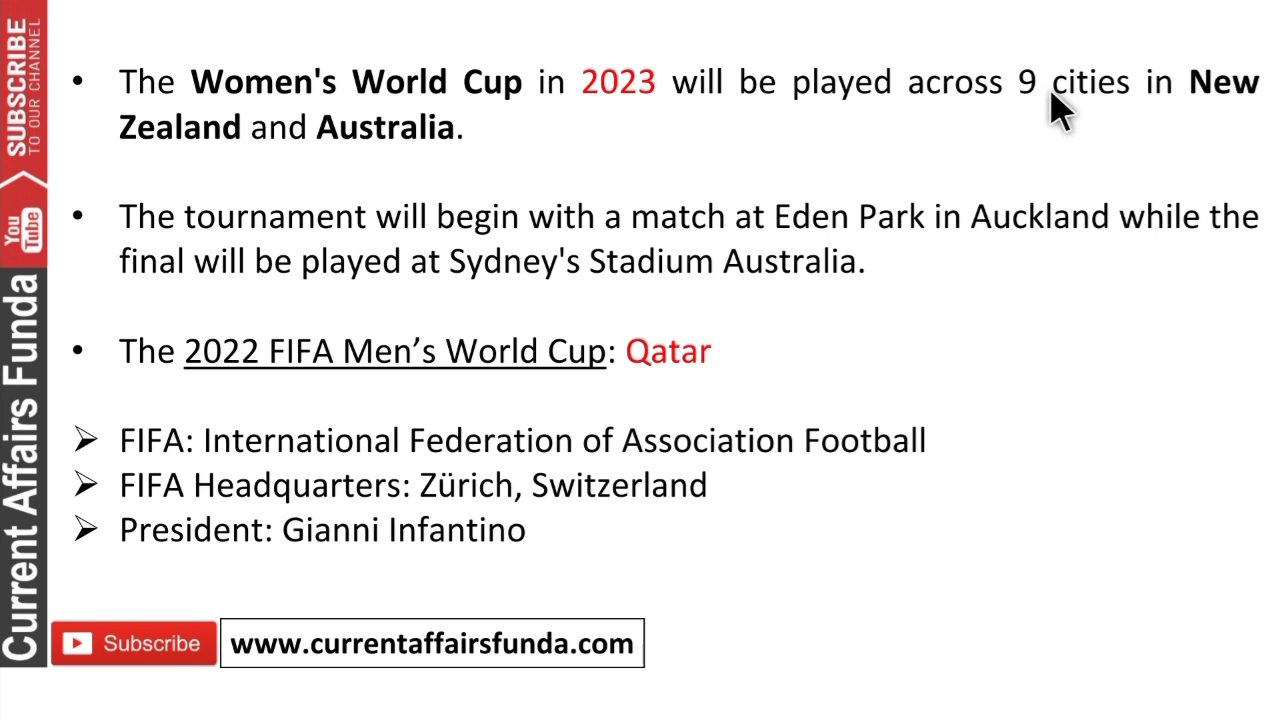 • The Women's World Cup in 2023 will be played across 9 cities in New
Zealand and Australia.
• The tournament will begin with a match at Eden Park in Auckland while the
final will be played at Sydney's Stadium Australia.
• The 2022 FIFA Men’s World Cup: Qatar
➢ FIFA: International Federation of Association Football
➢ FIFA Headquarters: Zürich, Switzerland
➢ President: Gianni Infantino
SUBSCRIBE
TO OUR CHANNEL
You
Tube
Current Affairs Funda
Subscribe
www.currentaffairsfunda.com